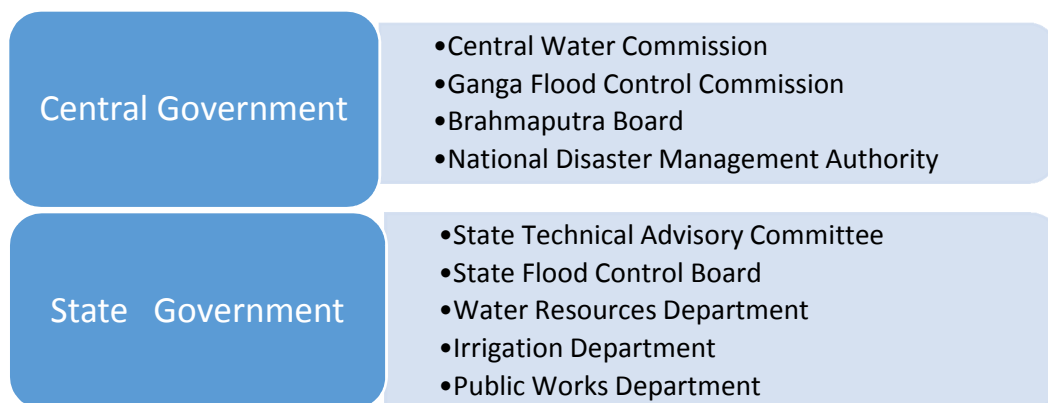 Central Government
•Central Water Commission
•Ganga Flood Control Commission
•Brahmaputra Board
•National Disaster Management Authority
State Government
•State Technical Advisory Committee
•State Flood Control Board
•Water Resources Department
•Irrigation Department
•Public Works Department